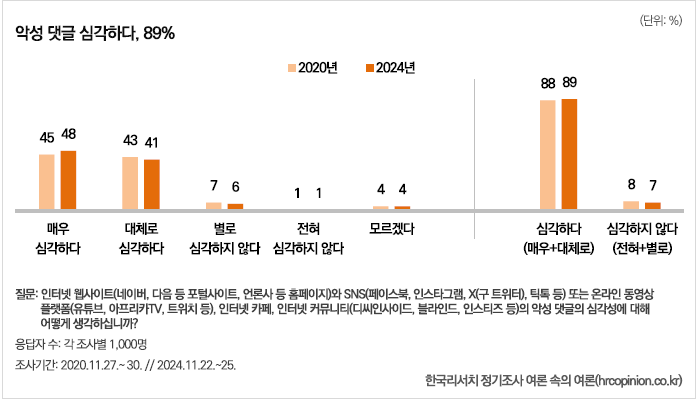 악성 댓글 심각하다, 89%
(단위: %)
2020년 2024년
45 48 43 41 7 6 1 1 4 4 88 89 8 7
매우 대체로 별로 전혀 모르겠다 심각하다 심각하지 않다
심각하다 심각하다 심각하지 않다 심각하지 않다 (매우+대체로) (전혀+별로)
질문: 인터넷 웹사이트(네이버, 다음 등 포털사이트, 언론사 등 홈페이지)와 SNS(페이스북, 인스타그램, X(구 트위터), 틱톡 등) 또는 온라인 동영상
플랫폼(유튜브, 아프리카TV, 트위치 등), 인터넷 카페, 인터넷 커뮤니티(디씨인사이드, 블라인드, 인스티즈 등)의 악성 댓글의 심각성에 대해
어떻게 생각하십니까?
응답자 수: 각 조사별 1,000명
조사기간: 2020.11.27.~30. // 2024.11.22.~25.
한국리서치 정기조사 여론 속의 여론(hrcopinion.co.kr)